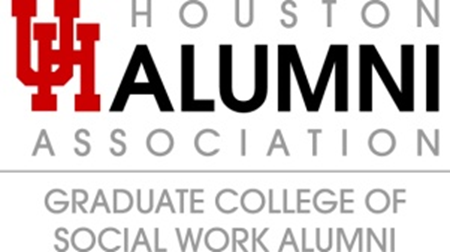 HOUSTON
UH ALUMNI
ASSOCIATION
GRADUATE COLLEGE OF
SOCIAL WORK ALUMNI